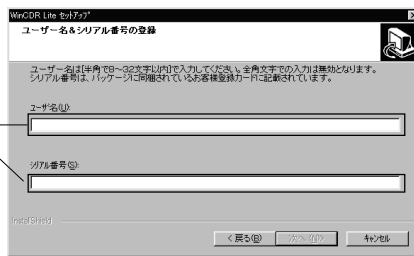 WinCDR Lite セットアップ
ユーザー名&シリアル番号の登録
ユーザー名は[半角で8～32文字以内]で入力してください。全角文字での入力は無効となります。
シリアル番号は、パッケージに同梱されているお客様登録カードに記載されています。
ユーザ名(U):
シリアル番号(S):
InstallShield
< 戻る(B)
次へ(N)>
キャンセル